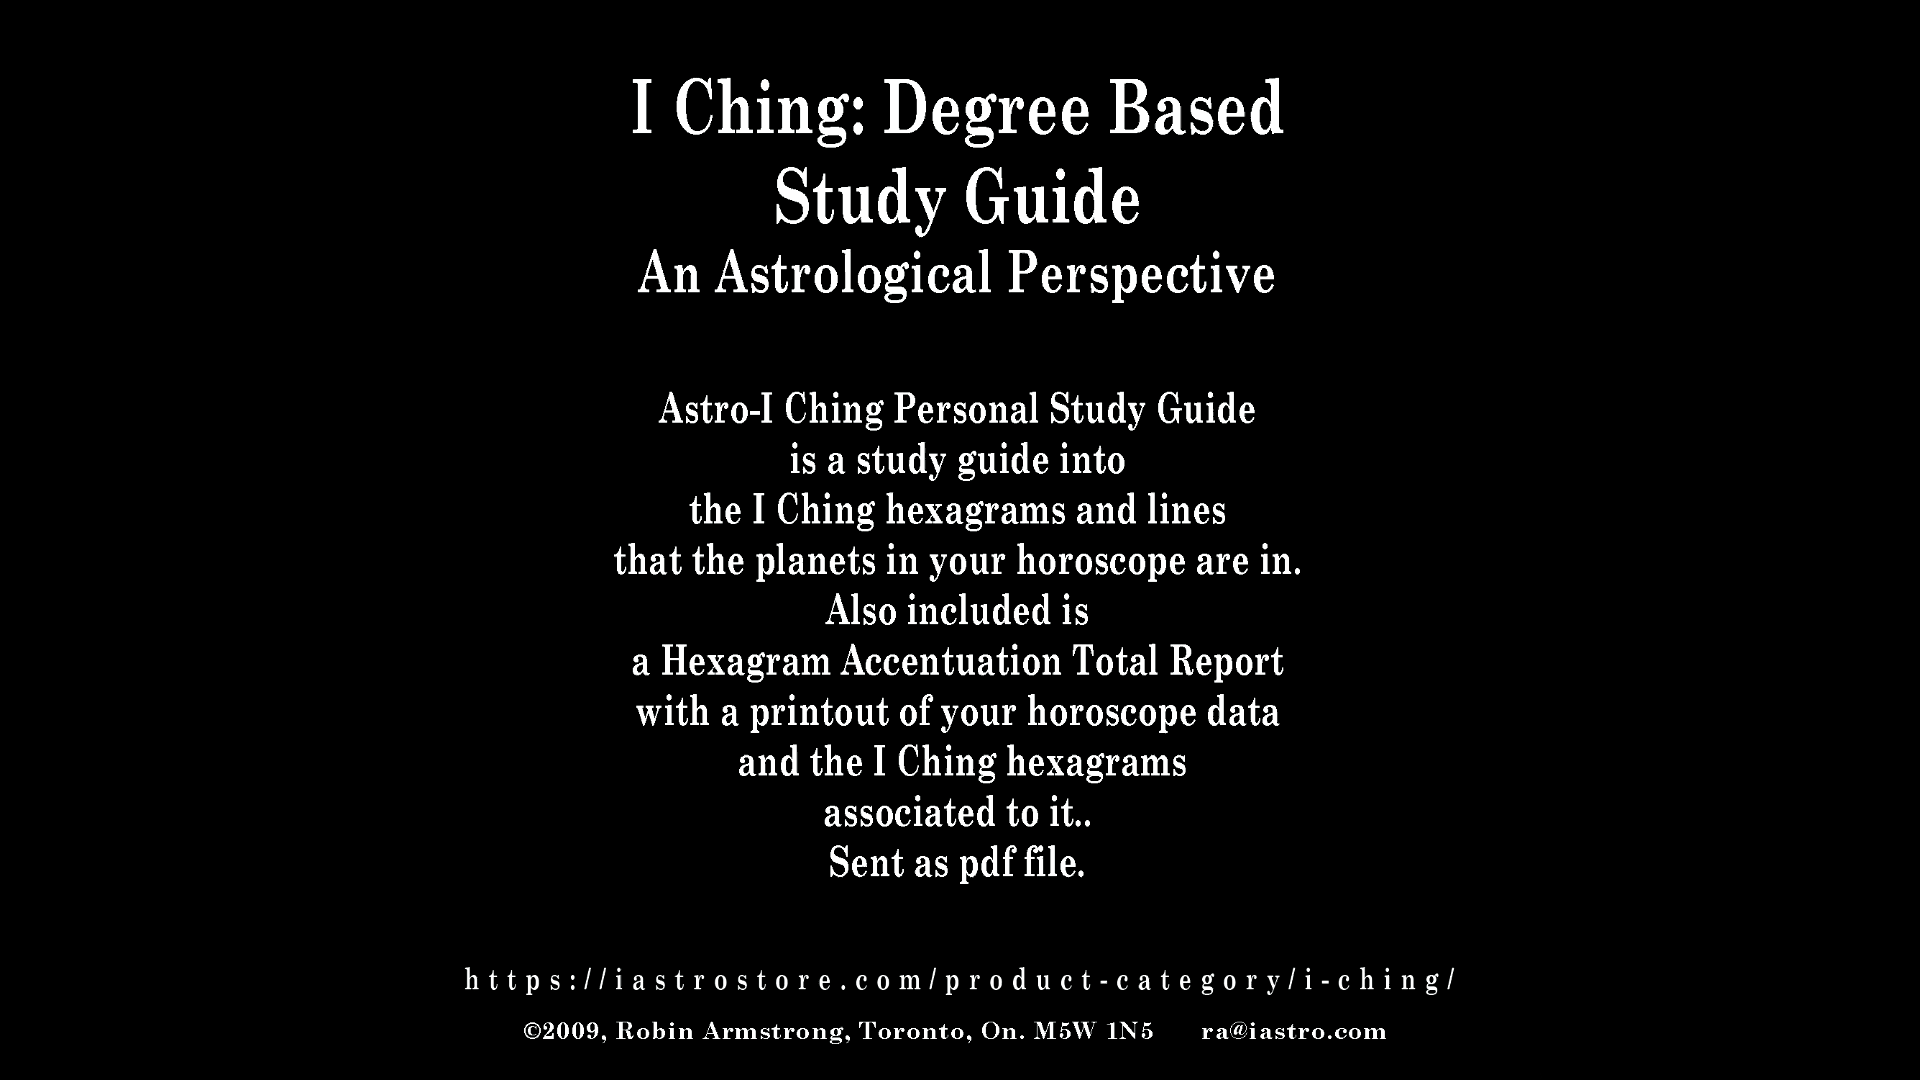 I Ching: Degree Based
Study Guide
An Astrological Perspective
Astro-I Ching Personal Study Guide
is a study guide into
the I Ching hexagrams and lines
that the planets in your horoscope are in.
Also included is
a Hexagram Accentuation Total Report
with a printout of your horoscope data
and the I Ching hexagrams
associated to it..
Sent as pdf file.
https://iastrostore.com/product-category/i-ching/
©2009, Robin Armstrong, Toronto, On. M5W 1N5 ra@iastro.com